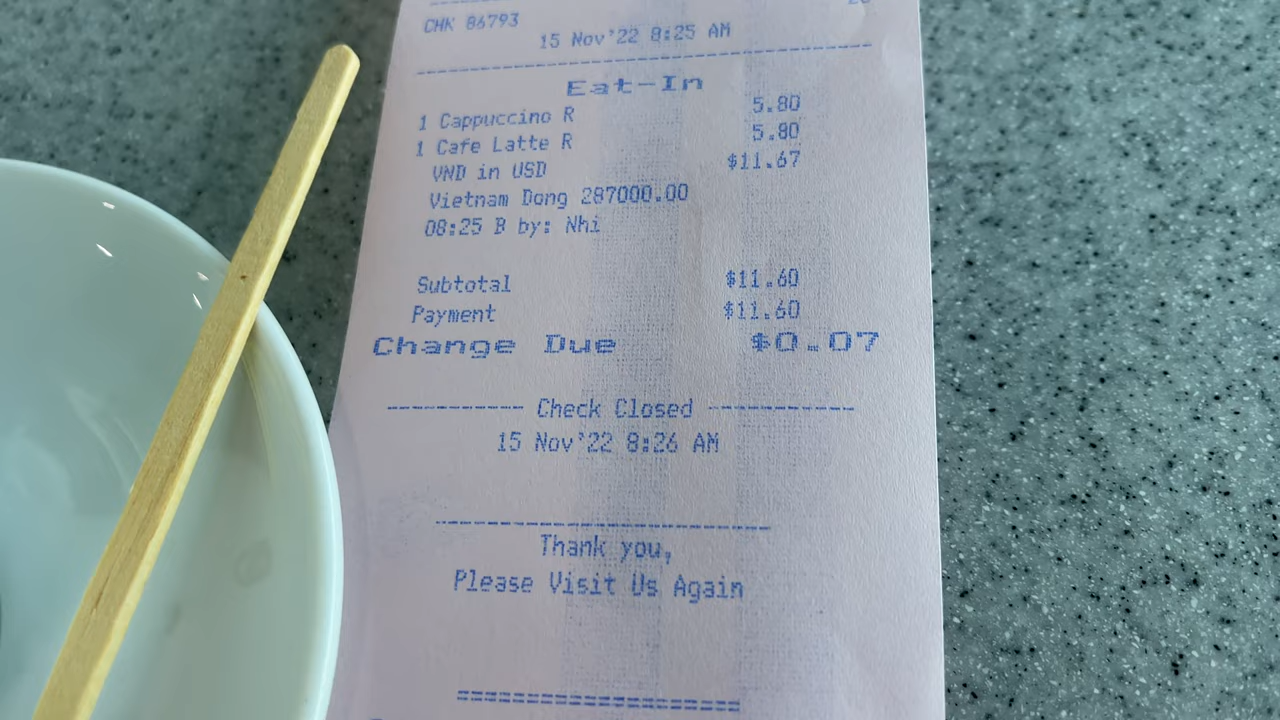 CHK 86793
15 Nov'22 8:25 AM
Eat-In
1 Cappuccino R 5.80
1 Cafe Latte R 5.80
VND in USD $11.67
Vietnam Dong 287000.00
08:25 B by: Nhi
Subtotal $11.60
Payment $11.60
Change Due $0.07
---------- Check Closed -----------
15 Nov'22 8:26 AM
Thank you,
Please Visit Us Again